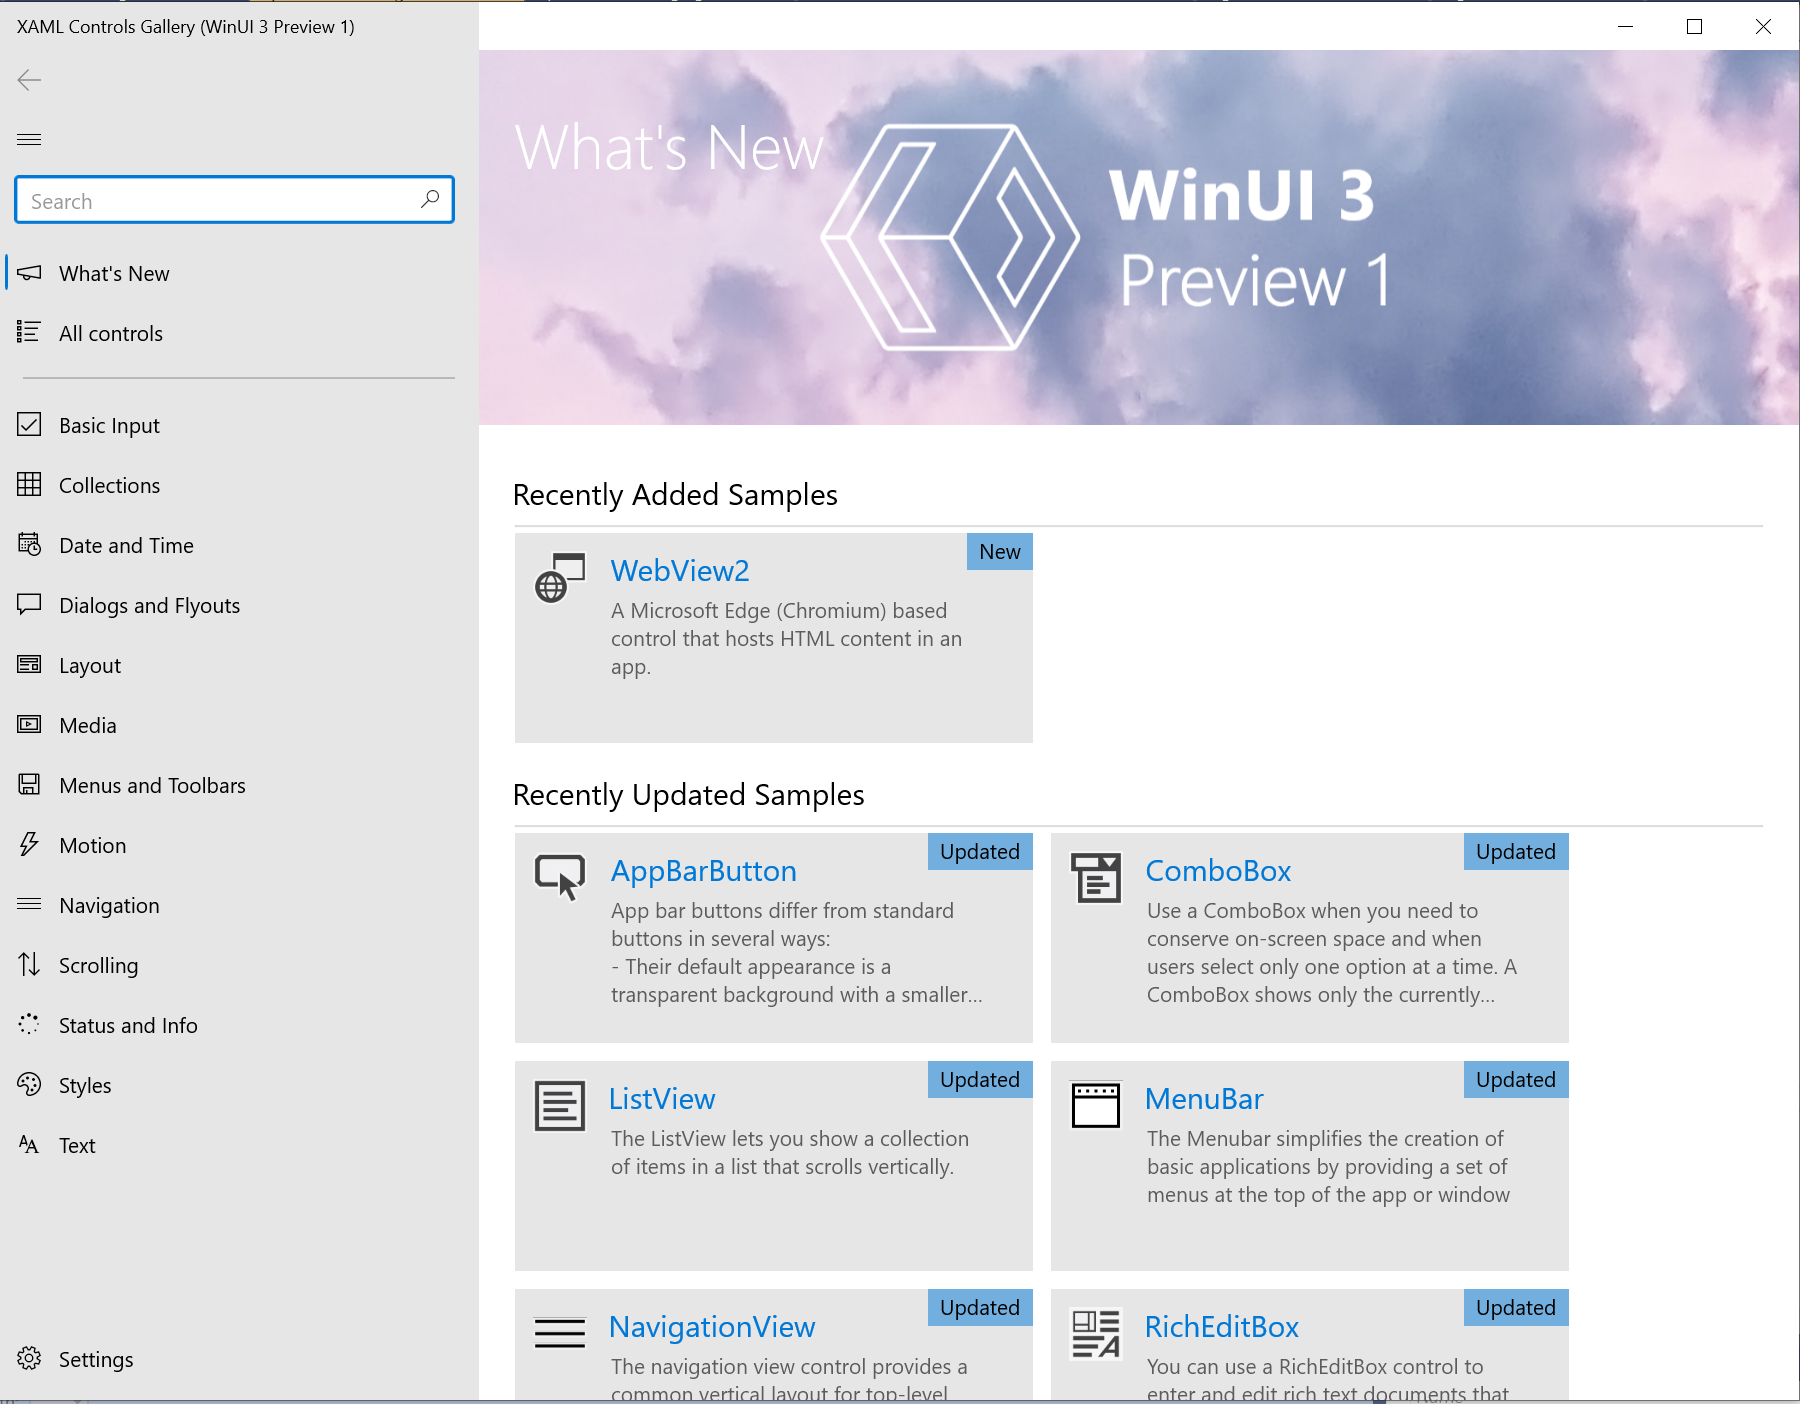 XAML Controls Gallery (WinUI 3 Preview 1)
Search
What's New
All controls
Basic Input
Collections
Date and Time
Dialogs and Flyouts
Layout
Media
Menus and Toolbars
Motion
Navigation
Scrolling
Status and Info
Styles
Text
Settings
What's New
WinUI 3
Preview 1
Recently Added Samples
New
WebView2
A Microsoft Edge (Chromium) based
control that hosts HTML content in an
app.
Recently Updated Samples
Updated
AppBarButton
App bar buttons differ from standard
buttons in several ways:
- Their default appearance is a
transparent background with a smaller...
Updated
ComboBox
Use a ComboBox when you need to
conserve on-screen space and when
users select only one option at a time. A
ComboBox shows only the currently...
Updated
ListView
The ListView lets you show a collection
of items in a list that scrolls vertically.
Updated
MenuBar
The Menubar simplifies the creation of
basic applications by providing a set of
menus at the top of the app or window
Updated
NavigationView
The navigation view control provides a
common vertical layout for top-level
Updated
RichEditBox
You can use a RichEditBox control to
enter and edit rich text documents that